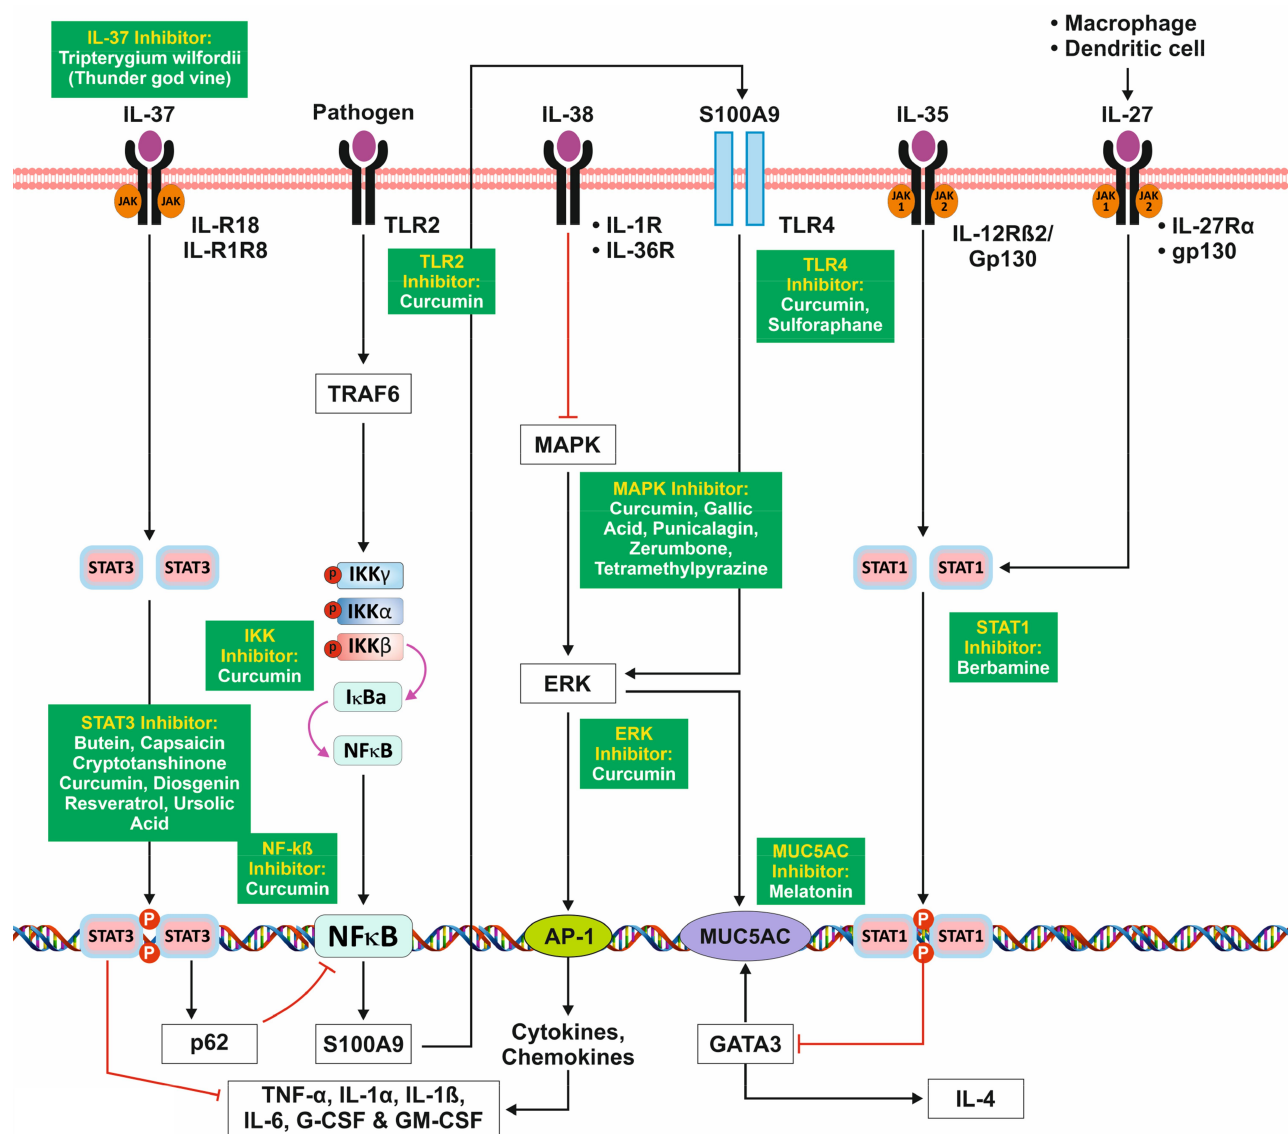 IL-37 Inhibitor:
Tripterygium wilfordii
(Thunder god vine)
• Macrophage
• Dendritic cell
IL-37
Pathogen
IL-38
S100A9
IL-35
IL-27
JAK
JAK
JAK
1
JAK
2
JAK
1
JAK
2
IL-R18
IL-R1R8
TLR2
• IL-1R
• IL-36R
TLR4
IL-12Rß2/
Gp130
• IL-27Rα
• gp130
TLR2
Inhibitor:
Curcumin
TLR4
Inhibitor:
Curcumin,
Sulforaphane
TRAF6
MAPK
MAPK Inhibitor:
Curcumin, Gallic
Acid, Punicalagin,
Zerumbone,
Tetramethylpyrazine
STAT3
STAT3
P
IKKγ
P
IKKα
P
IKKβ
STAT1
STAT1
IKK
Inhibitor:
Curcumin
STAT1
Inhibitor:
Berbamine
IκBa
ERK
NFκB
STAT3 Inhibitor:
Butein, Capsaicin
Cryptotanshinone
Curcumin, Diosgenin
Resveratrol, Ursolic
Acid
ERK
Inhibitor:
Curcumin
NF-kß
Inhibitor:
Curcumin
MUC5AC
Inhibitor:
Melatonin
STAT3
P
P
STAT3
NFκB
AP-1
MUC5AC
STAT1
P
P
STAT1
p62
S100A9
Cytokines,
Chemokines
GATA3
TNF-α, IL-1α, IL-1ß,
IL-6, G-CSF & GM-CSF
IL-4